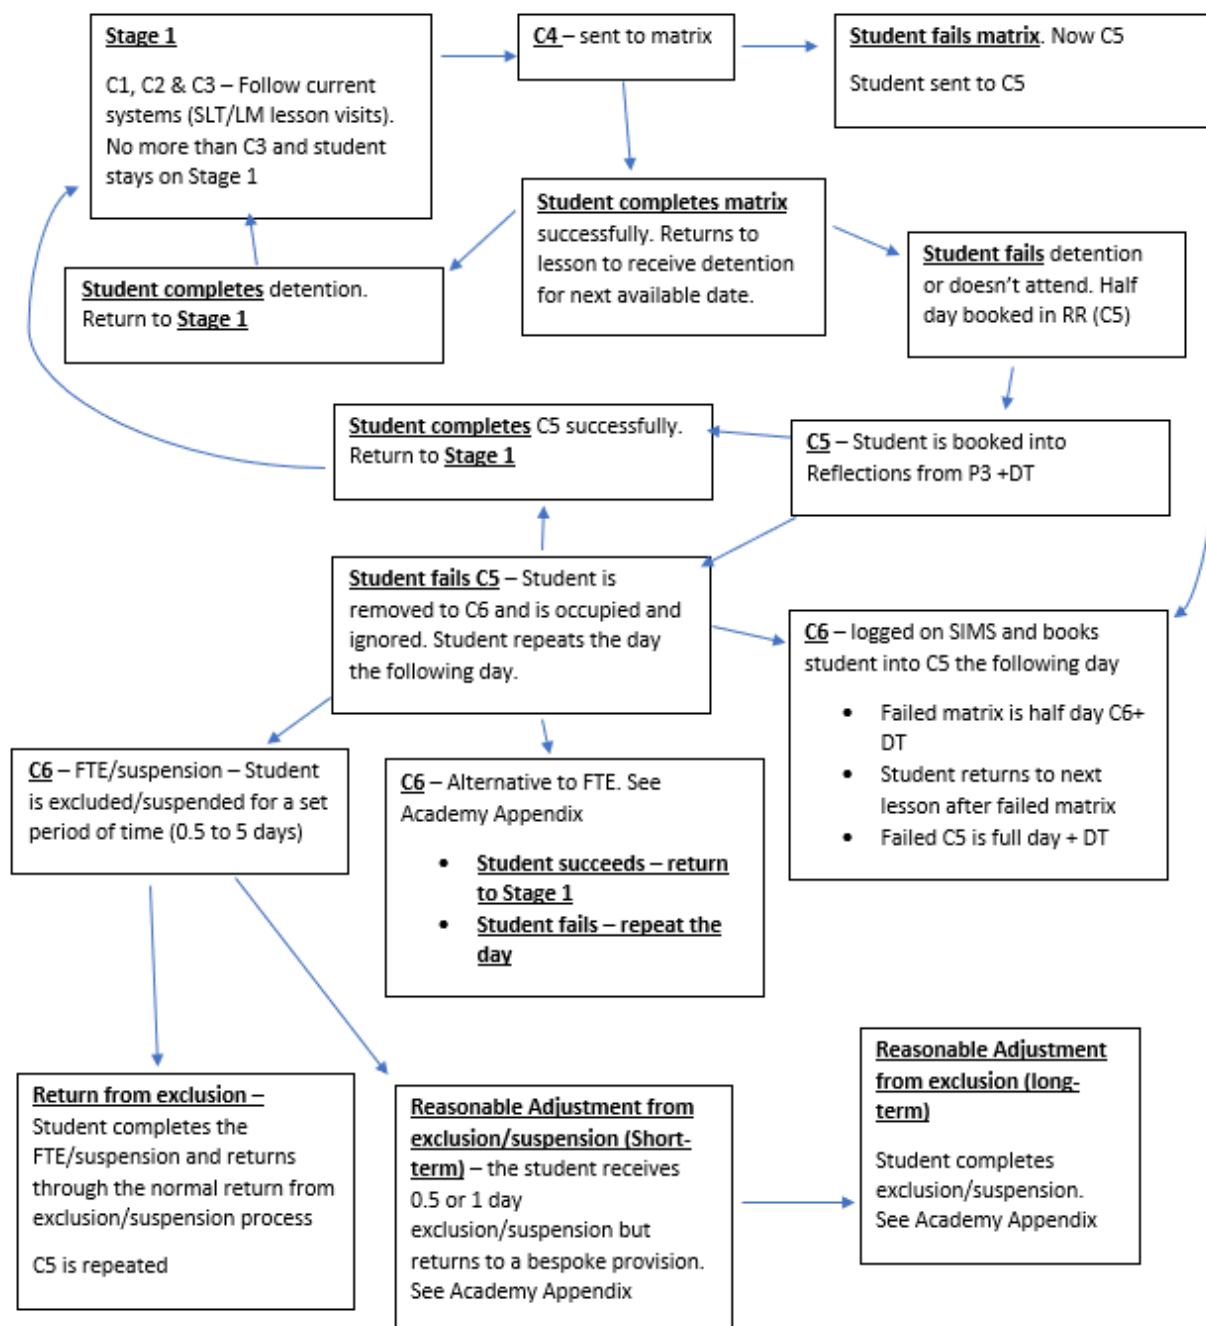 Stage 1
C1, C2 & C3 – Follow current
systems (SLT/LM lesson visits).
No more than C3 and student
stays on Stage 1
C4 – sent to matrix
Student fails matrix. Now C5
Student sent to C5
Student completes matrix
successfully. Returns to
lesson to receive detention
for next available date.
Student fails detention
or doesn’t attend. Half
day booked in RR (C5)
Student completes detention.
Return to Stage 1
Student completes C5 successfully.
Return to Stage 1
C5 – Student is booked into
Reflections from P3 +DT
Student fails C5 – Student is
removed to C6 and is occupied and
ignored. Student repeats the day
the following day.
C6 – logged on SIMS and books
student into C5 the following day
• Failed matrix is half day C6+
DT
• Student returns to next
lesson after failed matrix
• Failed C5 is full day + DT
C6 – FTE/suspension – Student
is excluded/suspended for a set
period of time (0.5 to 5 days)
C6 – Alternative to FTE. See
Academy Appendix
• Student succeeds – return
to Stage 1
• Student fails – repeat the
day
Return from exclusion –
Student completes the
FTE/suspension and returns
through the normal return from
exclusion/suspension process
C5 is repeated
Reasonable Adjustment from
exclusion/suspension (Short-
term) – the student receives
0.5 or 1 day
exclusion/suspension but
returns to a bespoke provision.
See Academy Appendix
Reasonable Adjustment
from exclusion (long-
term)
Student completes
exclusion/suspension.
See Academy Appendix